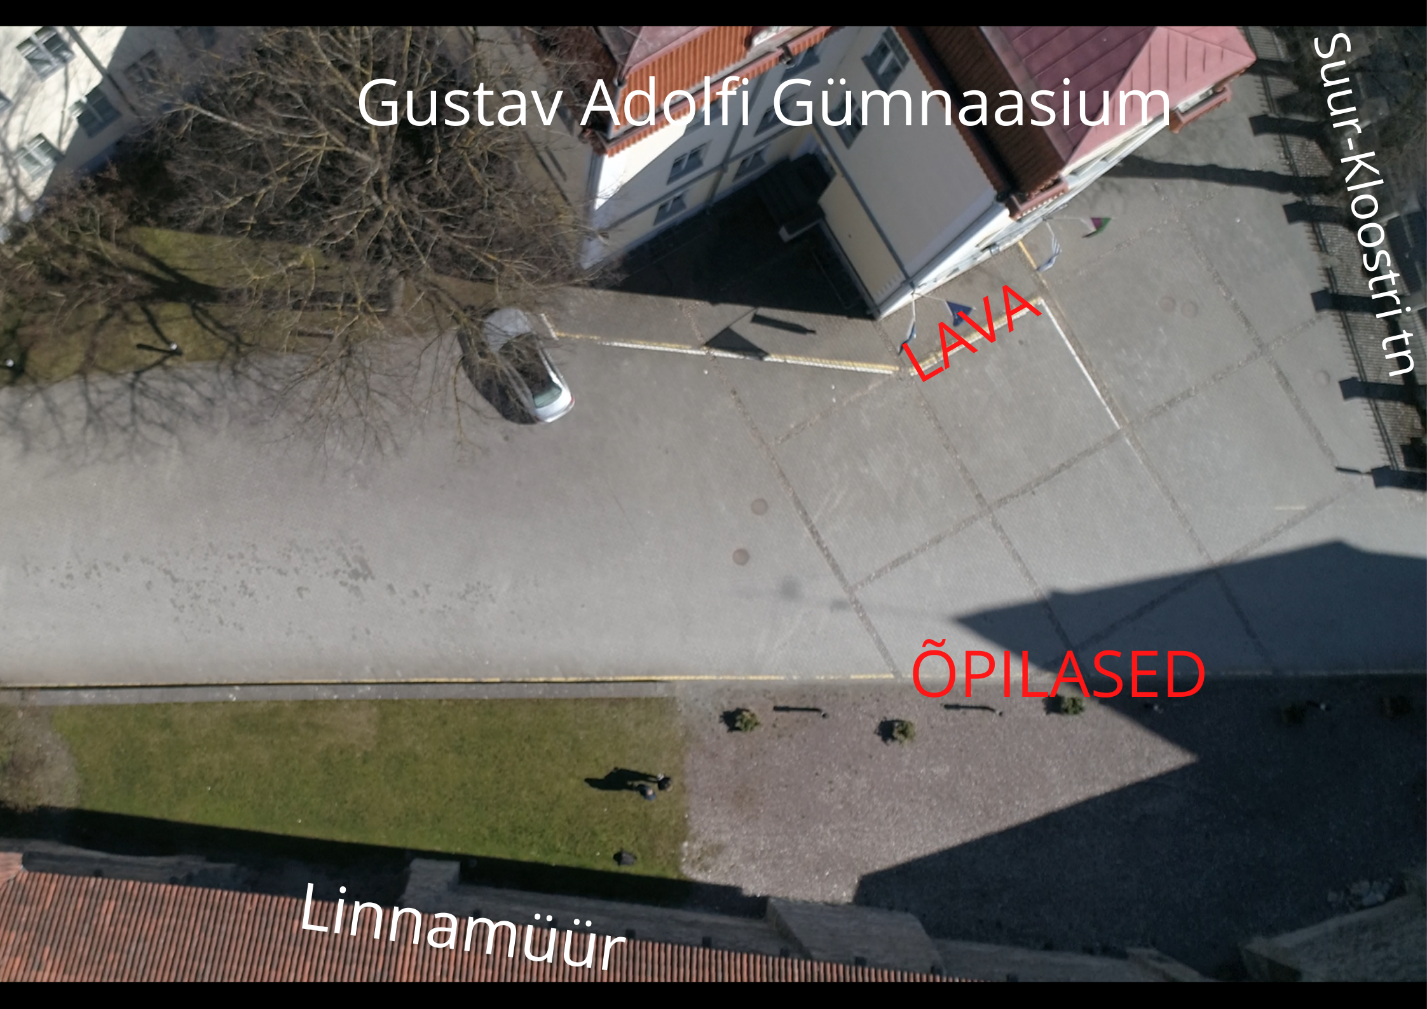 Gustav Adolfi Gümnaasium
Suur-Kloostri tn
LAVA
ÕPILASED
Linnamüür